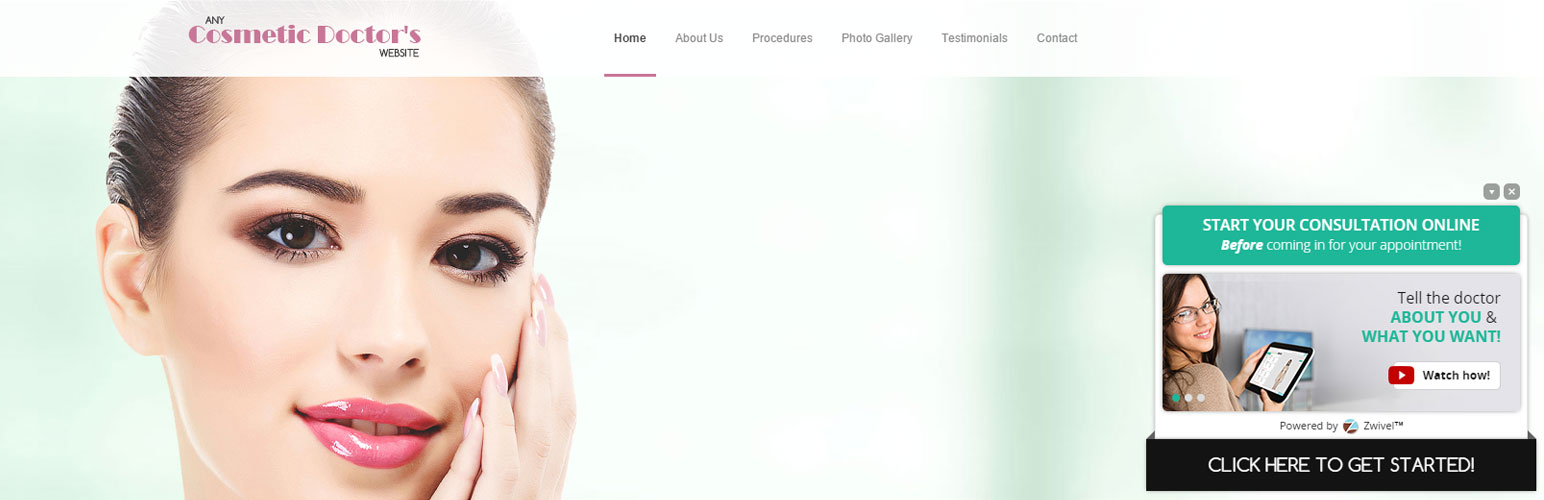 ANY
Cosmetic Doctor's
WEBSITE
Home About Us Procedures Photo Gallery Testimonials Contact
START YOUR CONSULTATION ONLINE
Before coming in for your appointment!
Tell the doctor
ABOUT YOU &
WHAT YOU WANT!
Watch how!
Powered by Zwivel™
CLICK HERE TO GET STARTED!